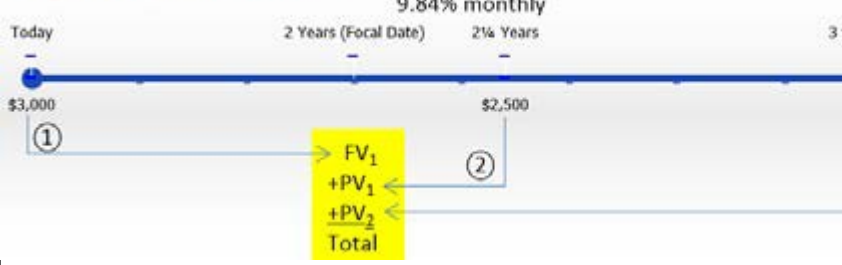 9.84% monthly
Today
2 Years (Focal Date)
2¼ Years
3
$3,000
$2,500
①
②
FV₁
+PV₁
+PV₂
Total